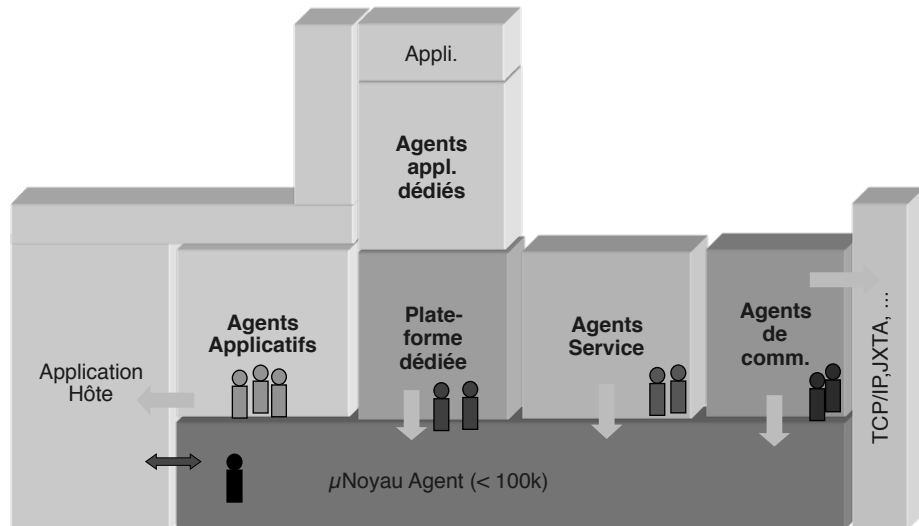 Appli.
Agents
appl.
dédiés
Agents
Applicatifs
Plate-
forme
dédiée
Agents
Service
Agents
de
comm.
Application
Hôte
TCP/IP,JXTA, ...
µNoyau Agent (< 100k)